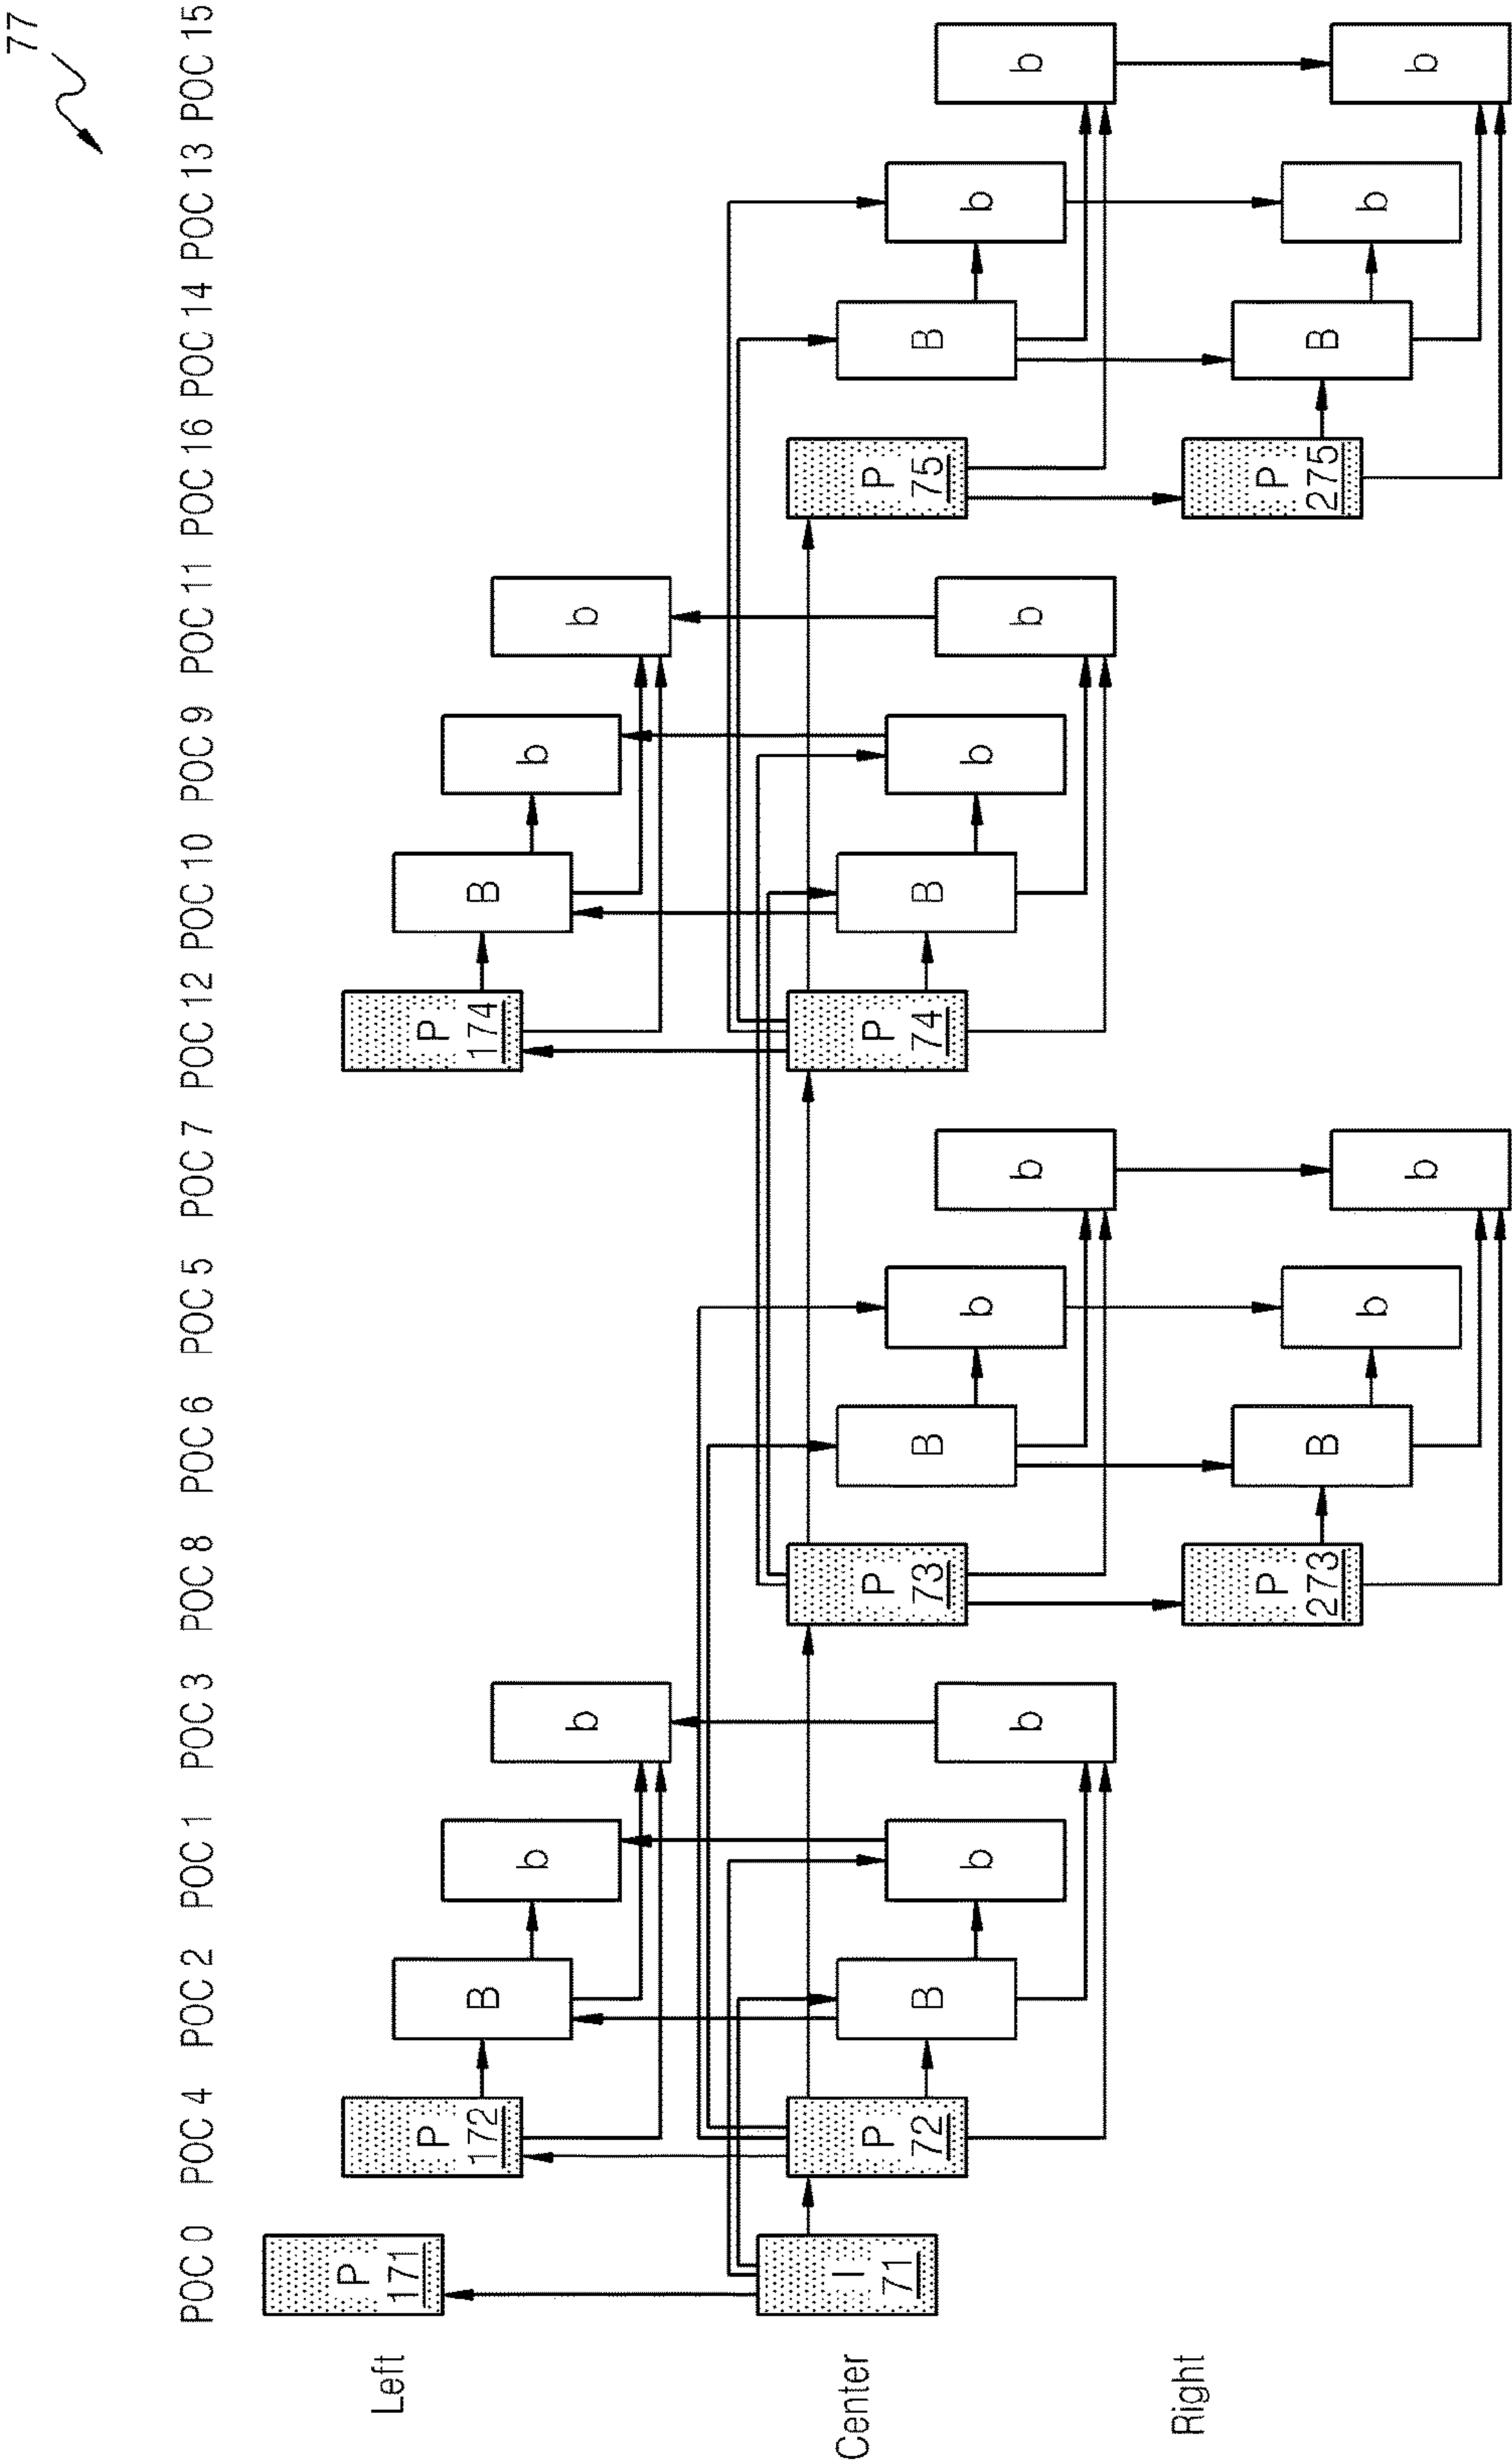 77
POC 0 POC 4 POC 2 POC 1 POC 3 POC 8 POC 6 POC 5 POC 7 POC 12 POC 10 POC 9 POC 11 POC 16 POC 14 POC 13 POC 15
Left
P
171
P
172
B
b
b
P
174
B
b
b
Center
I
71
P
72
B
b
b
P
73
B
b
b
P
74
B
b
b
P
75
B
b
b
Right
P
273
B
b
b
P
275
B
b
b